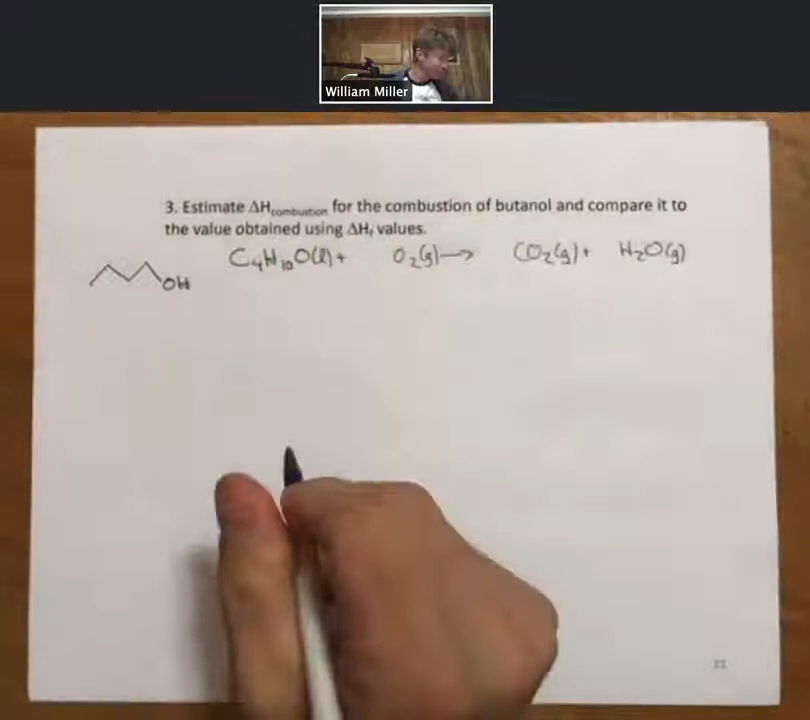 William Miller
3. Estimate ΔHcombustion for the combustion of butanol and compare it to
the value obtained using ΔHf values.
C4H10O(l) + O2(g) → CO2(g) + H2O(g)
OH